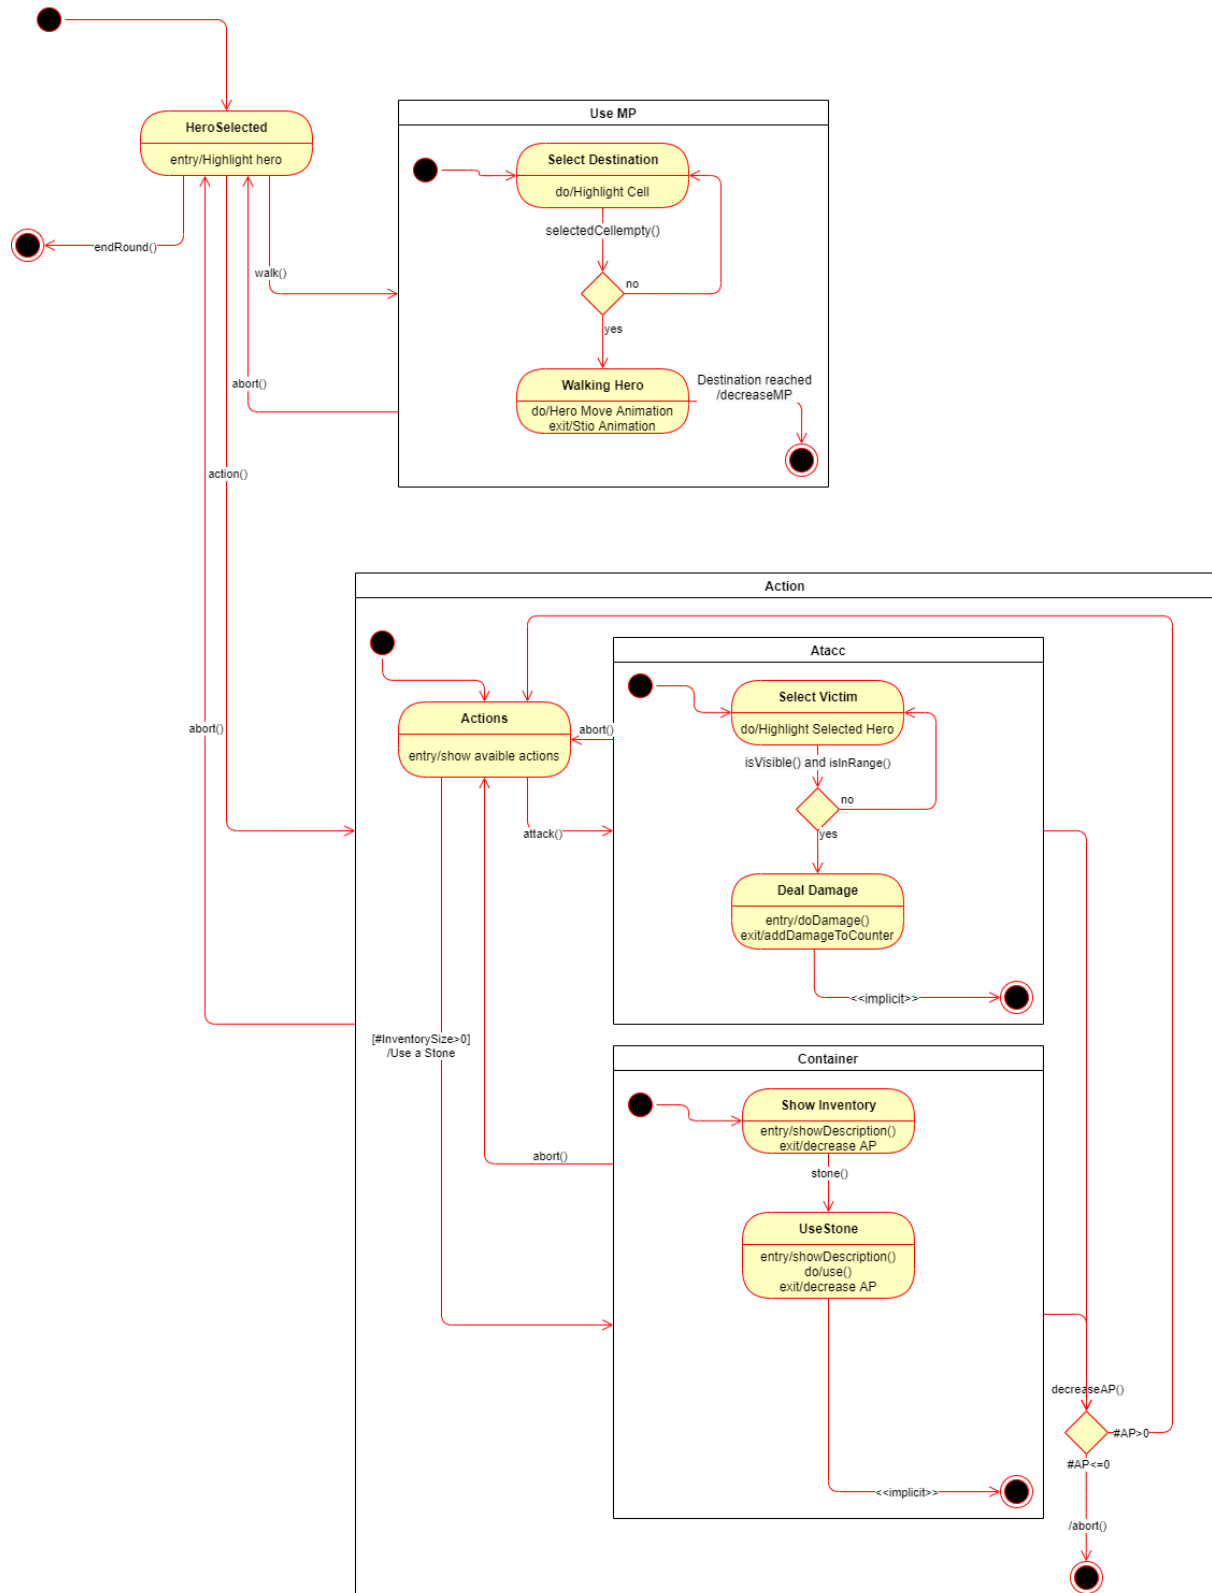 HeroSelected
entry/Highlight hero
endRound()
walk()
abort()
action()
abort()
Use MP
Select Destination
do/Highlight Cell
selectedCellempty()
no
yes
Walking Hero
do/Hero Move Animation
exit/Stio Animation
Destination reached
/decreaseMP
Action
Actions
entry/show avaible actions
abort()
attack()
[#InventorySize>0]
/Use a Stone
abort()
Atacc
Select Victim
do/Highlight Selected Hero
isVisible() and isInRange()
no
yes
Deal Damage
entry/doDamage()
exit/addDamageToCounter
<<implicit>>
Container
Show Inventory
entry/showDescription()
exit/decrease AP
stone()
UseStone
entry/showDescription()
do/use()
exit/decrease AP
<<implicit>>
decreaseAP()
#AP>0
#AP<=0
/abort()